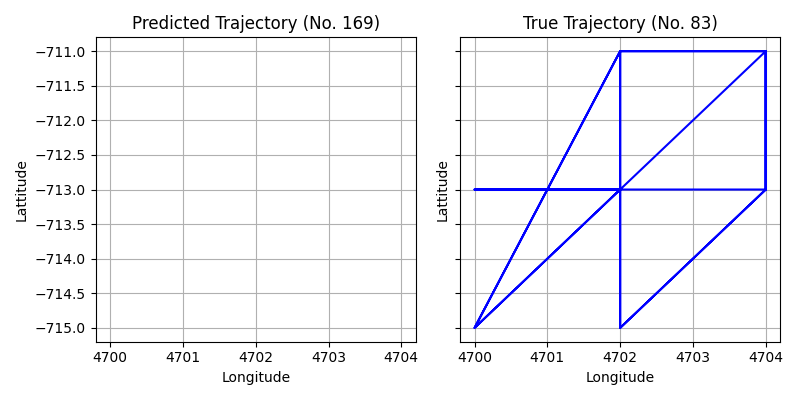 Predicted Trajectory (No. 169)
True Trajectory (No. 83)
Lattitude
−711.0
−711.5
−712.0
−712.5
−713.0
−713.5
−714.0
−714.5
−715.0
4700 4701 4702 4703 4704
Longitude
Lattitude
4700 4701 4702 4703 4704
Longitude